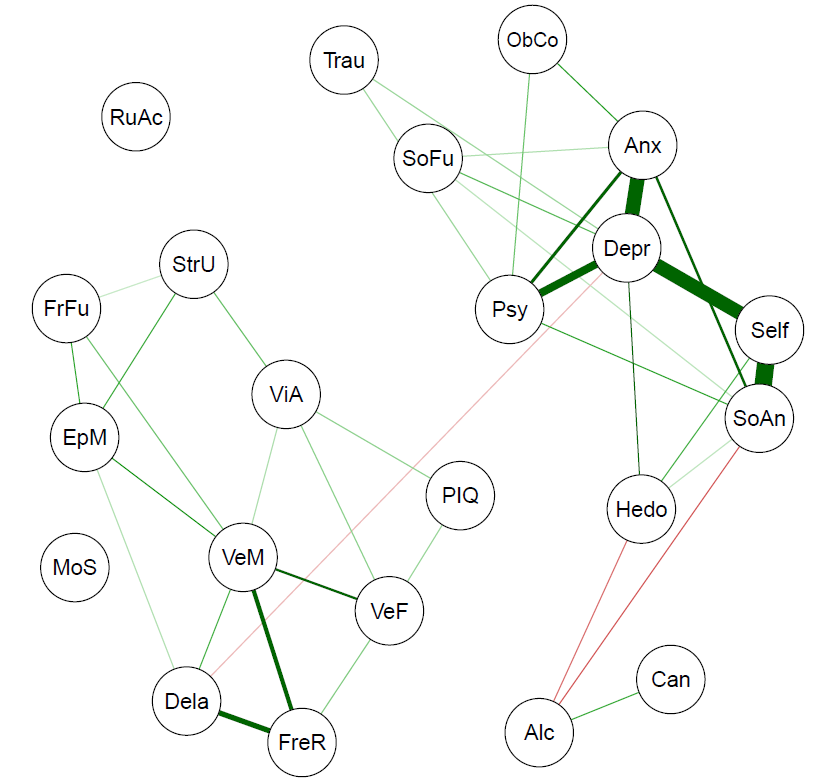 ObCo
Trau
RuAc
Anx
SoFu
Depr
StrU
FrFu
Psy
Self
ViA
SoAn
EpM
PIQ
Hedo
VeM
MoS
VeF
Can
Dela
Alc
FreR